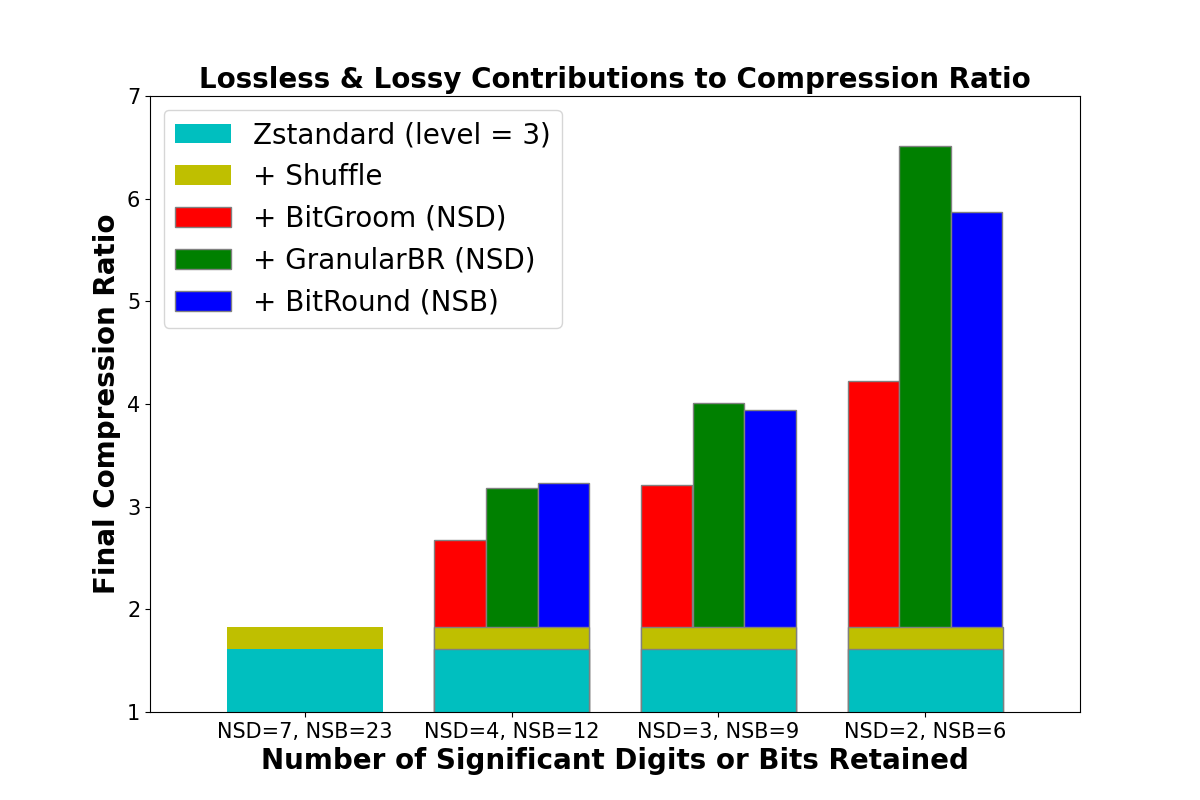 Lossless & Lossy Contributions to Compression Ratio
7
6
5
4
3
2
1
Final Compression Ratio
Zstandard (level = 3)
+ Shuffle
+ BitGroom (NSD)
+ GranularBR (NSD)
+ BitRound (NSB)
NSD=7, NSB=23 NSD=4, NSB=12 NSD=3, NSB=9 NSD=2, NSB=6
Number of Significant Digits or Bits Retained